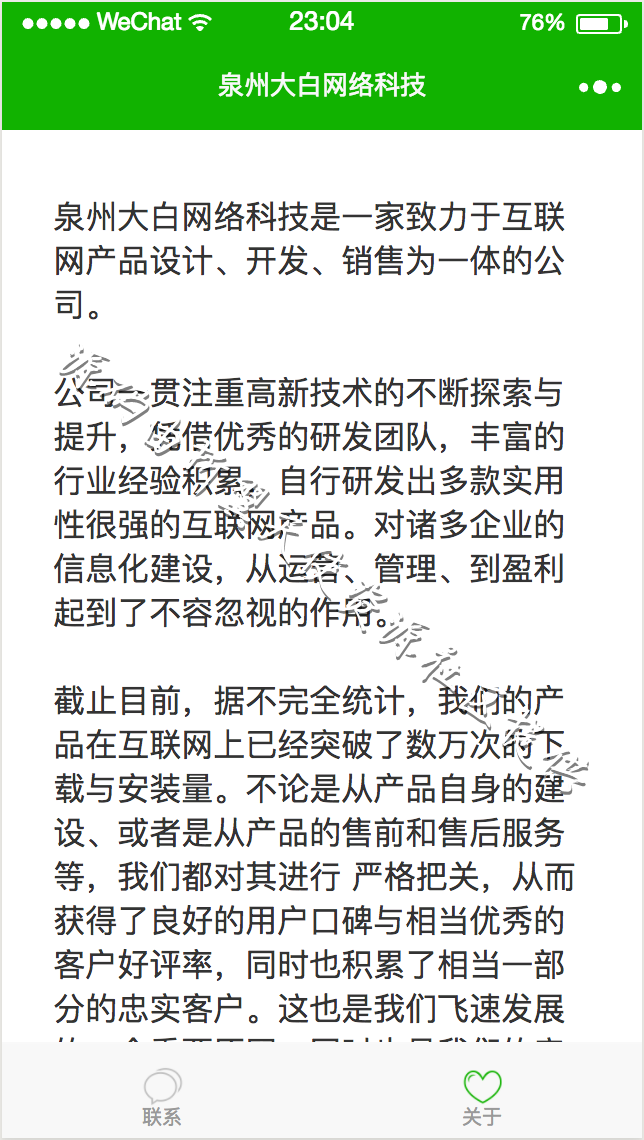 WeChat 23:04 76%
泉州大白网络科技
泉州大白网络科技是一家致力于互联
网产品设计、开发、销售为一体的公
司。
公司一贯注重高新技术的不断探索与
提升，凭借优秀的研发团队，丰富的
行业经验积累，自行研发出多款实用
性很强的互联网产品。对诸多企业的
信息化建设，从运营、管理、到盈利
起到了不容忽视的作用。
截止目前，据不完全统计，我们的产
品在互联网上已经突破了数万次的下
载与安装量。不论是从产品自身的建
设、或者是从产品的售前和售后服务
等，我们都对其进行 严格把关，从而
获得了良好的用户口碑与相当优秀的
客户好评率，同时也积累了相当一部
分的忠实客户。这也是我们飞速发展
联系
关于